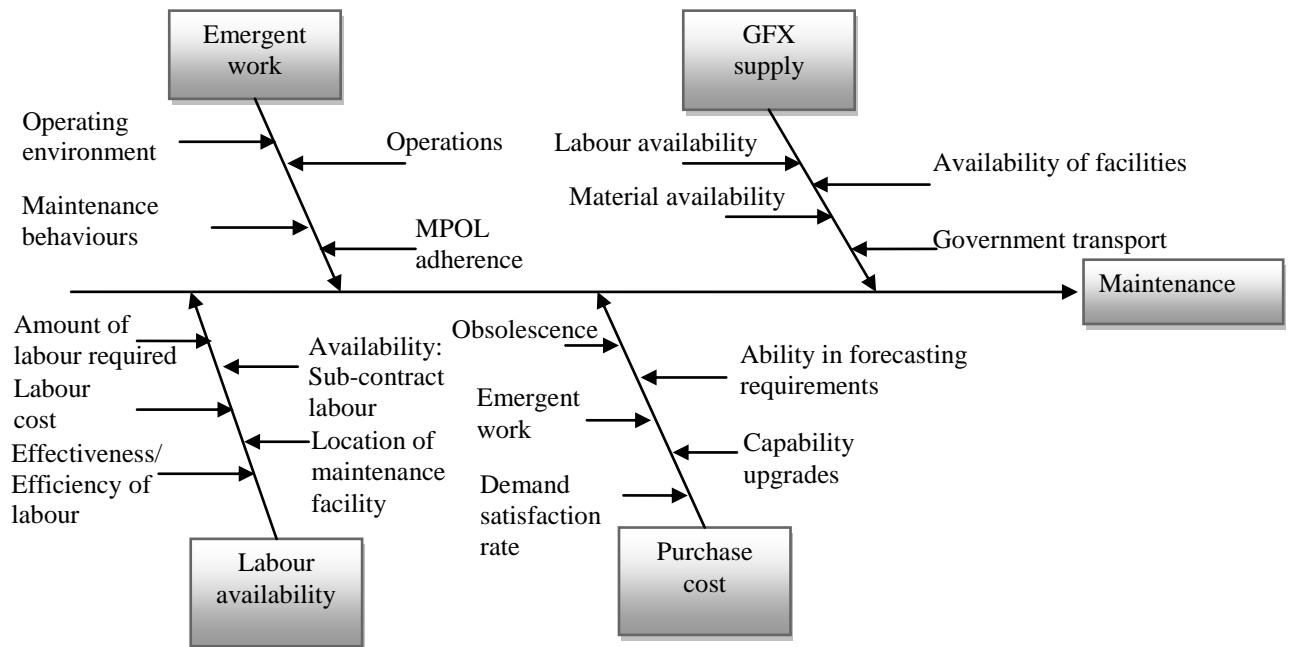 Emergent
work
GFX
supply
Operating
environment
Operations
Maintenance
behaviours
MPOL
adherence
Labour availability
Availability of facilities
Material availability
Government transport
Maintenance
Amount of
labour required
Availability:
Sub-contract
labour
Labour
cost
Location of
maintenance
facility
Effectiveness/
Efficiency of
labour
Labour
availability
Obsolescence
Ability in forecasting
requirements
Emergent
work
Capability
upgrades
Demand
satisfaction
rate
Purchase
cost